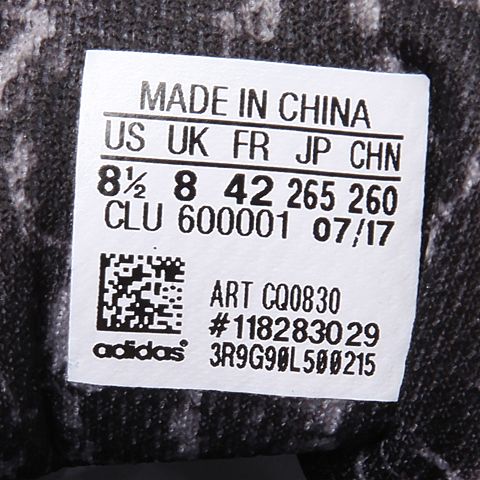 MADE IN CHINA
US UK FR JP CHN
8½ 8 42 265 260
CLU 600001 07/17
ART CQ0830
#118283029
adidas®
3R9G90L500215